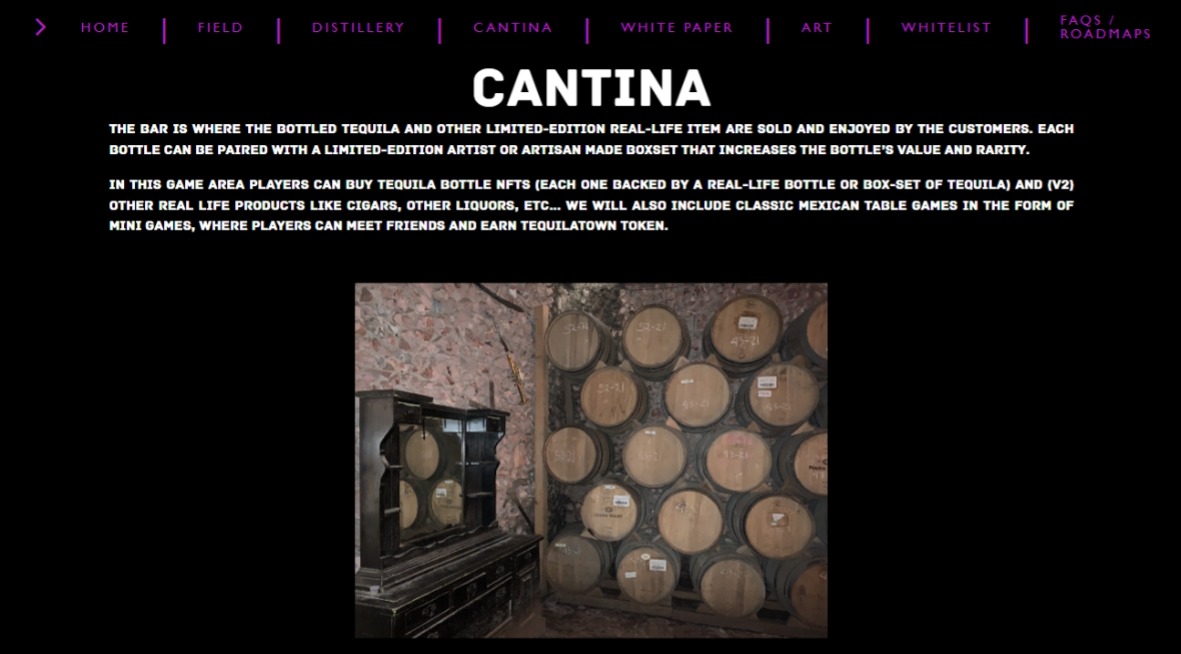 HOME | FIELD | DISTILLERY | CANTINA | WHITE PAPER | ART | WHITELIST | FAQS / ROADMAPS
CANTINA
THE BAR IS WHERE THE BOTTLED TEQUILA AND OTHER LIMITED-EDITION REAL-LIFE ITEM ARE SOLD AND ENJOYED BY THE CUSTOMERS. EACH
BOTTLE CAN BE PAIRED WITH A LIMITED-EDITION ARTIST OR ARTISAN MADE BOXSET THAT INCREASES THE BOTTLE'S VALUE AND RARITY.
IN THIS GAME AREA PLAYERS CAN BUY TEQUILA BOTTLE NFTS (EACH ONE BACKED BY A REAL-LIFE BOTTLE OR BOX-SET OF TEQUILA) AND (V2)
OTHER REAL LIFE PRODUCTS LIKE CIGARS, OTHER LIQUORS, ETC... WE WILL ALSO INCLUDE CLASSIC MEXICAN TABLE GAMES IN THE FORM OF
MINI GAMES, WHERE PLAYERS CAN MEET FRIENDS AND EARN TEQUILATOWN TOKEN.
52-21
52-21